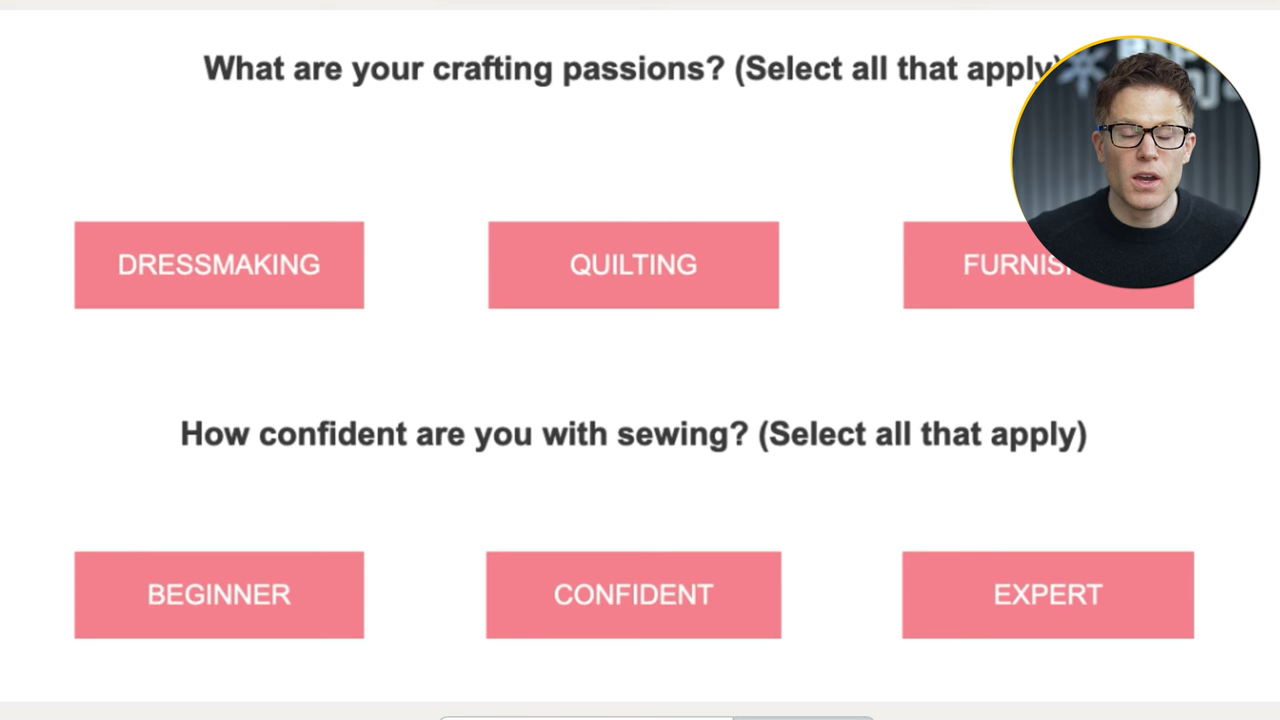 What are your crafting passions? (Select all that apply)
DRESSMAKING
QUILTING
How confident are you with sewing? (Select all that apply)
BEGINNER
CONFIDENT
EXPERT